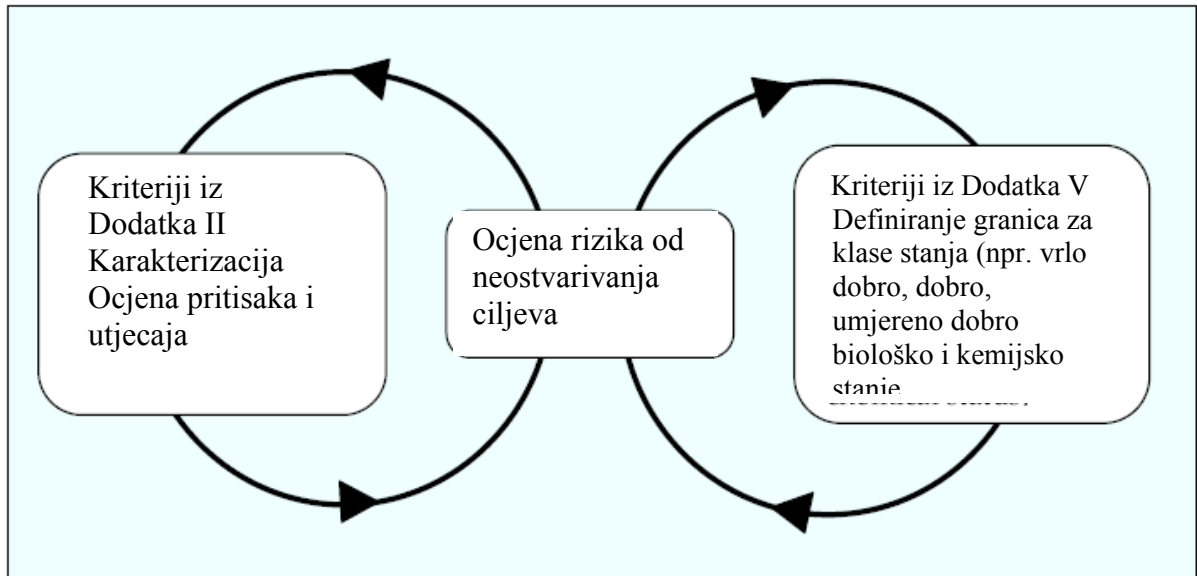 Kriteriji iz
Dodatka II
Karakterizacija
Ocjena pritisaka i
utjecaja
Ocjena rizika od
neostvarivanja
ciljeva
Kriteriji iz Dodatka V
Definiranje granica za
klase stanja (npr. vrlo
dobro, dobro,
umjereno dobro
biološko i kemijsko
stanje